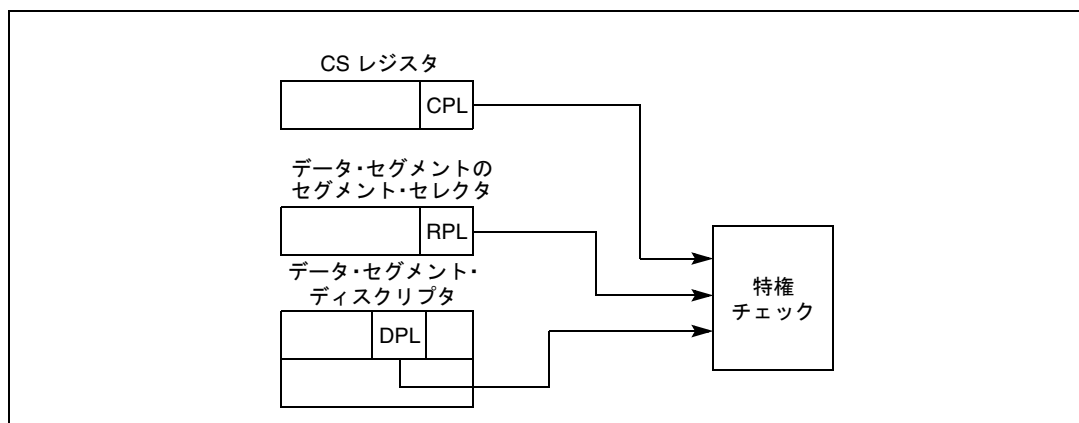 CS レジスタ
CPL
データ・セグメントの
セグメント・セレクタ
RPL
データ・セグメント・
ディスクリプタ
DPL
特権
チェック